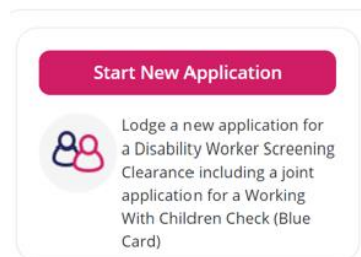 Start New Application
Lodge a new application for
a Disability Worker Screening
Clearance including a joint
application for a Working
With Children Check (Blue
Card)